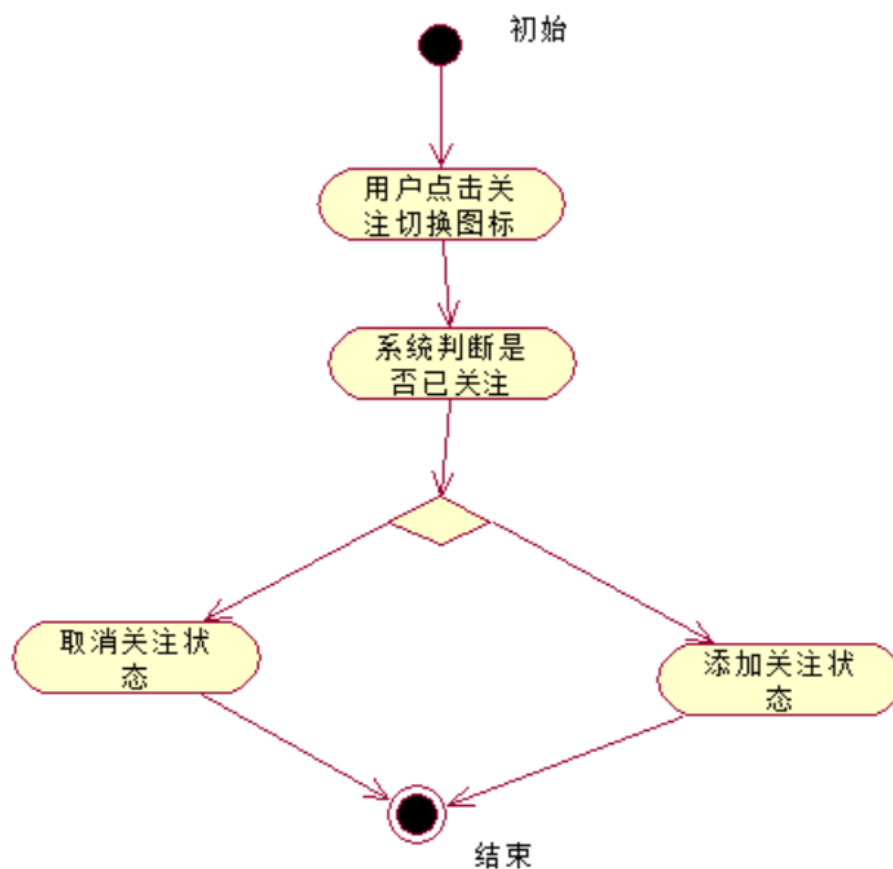 初始
用户点击关
注切换图标
系统判断是
否已关注
取消关注状
态
添加关注状
态
结束